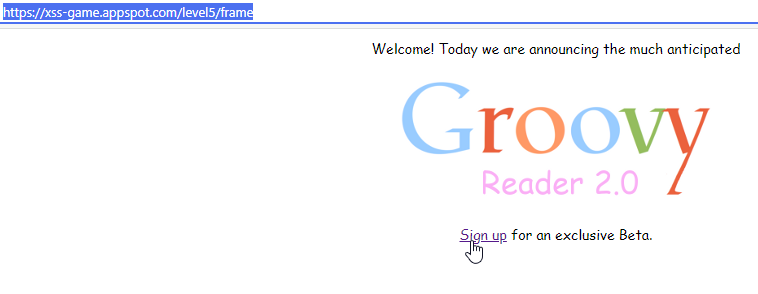 https://xss-game.appspot.com/level5/frame
Welcome! Today we are announcing the much anticipated
Groovy
Reader 2.0
Sign up for an exclusive Beta.